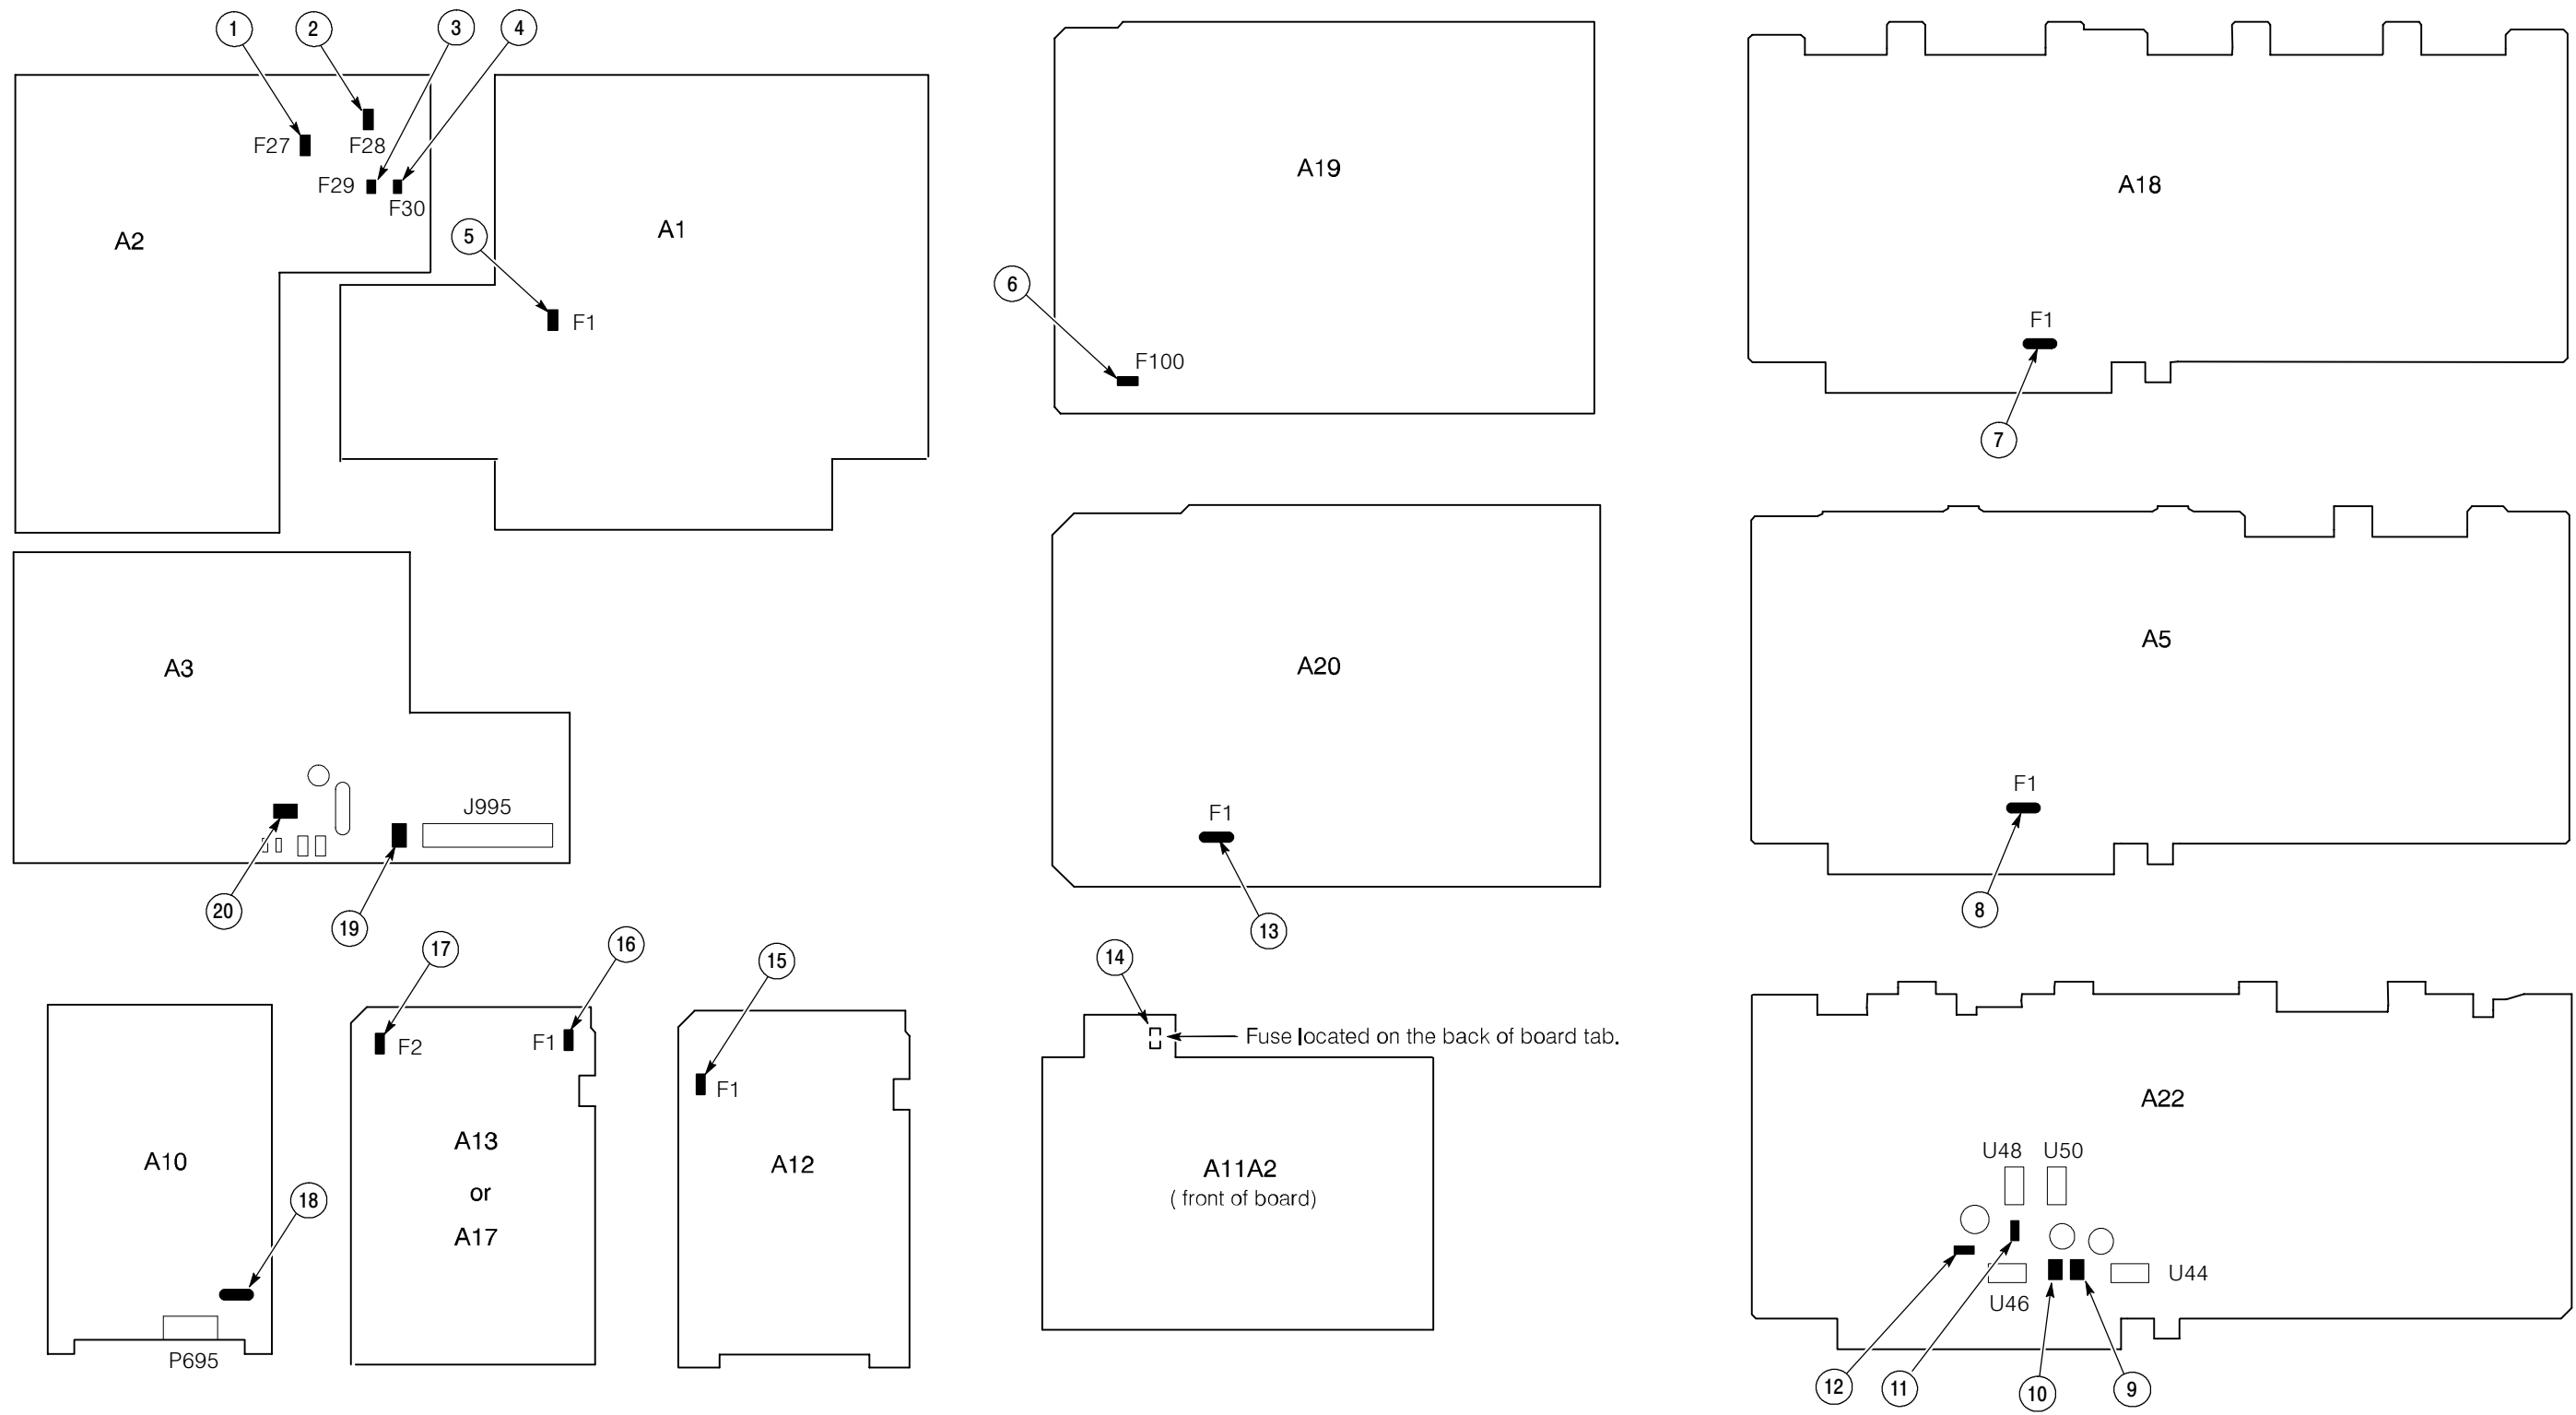 1
2
3
4
F27
F28
F29
F30
A2
A1
5
F1
A19
6
F100
A18
F1
7
A3
J995
20
19
A20
F1
13
A5
F1
8
17
16
15
14
F2
F1
F1
Fuse located on the back of board tab.
A10
A13
or
A17
A12
A11A2
( front of board)
18
P695
A22
U48
U50
U44
U46
12
11
10
9